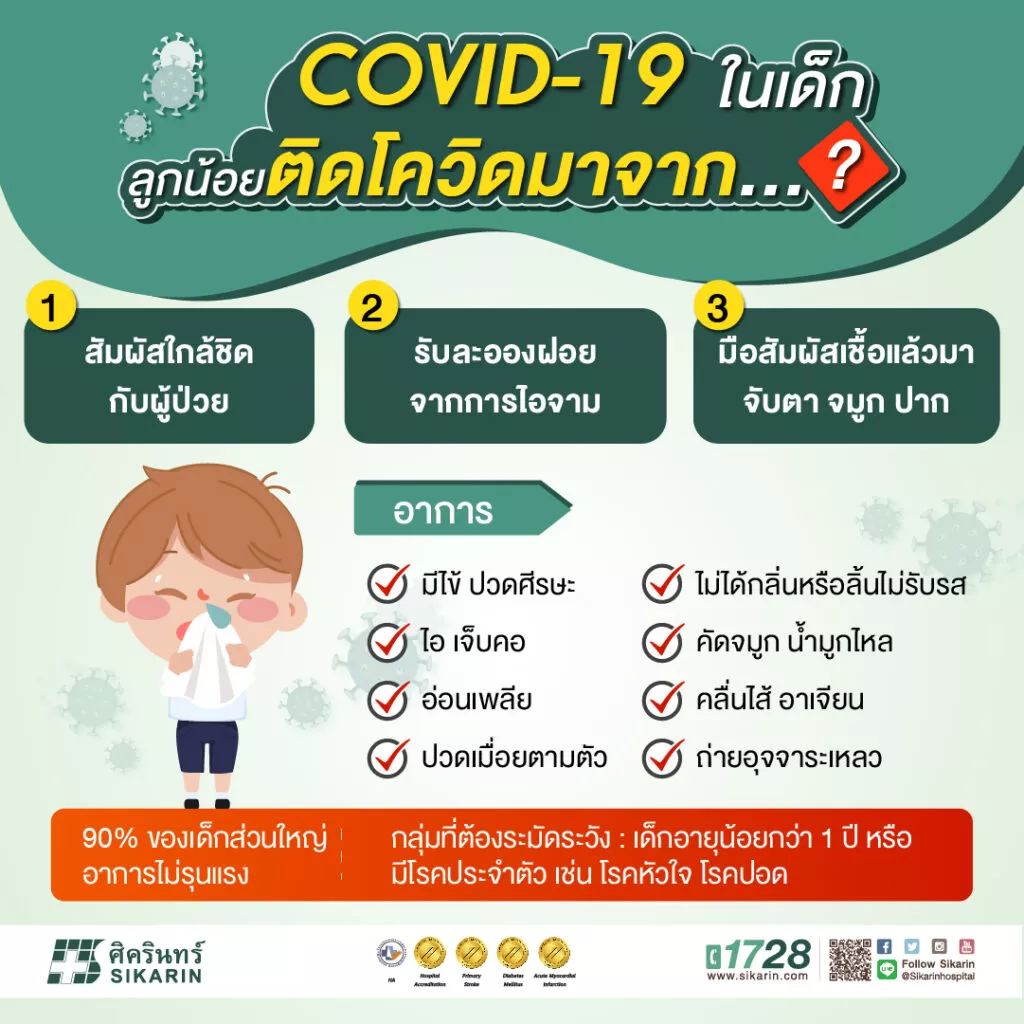 COVID-19 ในเด็ก
ลูกน้อยติดโควิดมาจาก...?
1
สัมผัสใกล้ชิด
กับผู้ป่วย
2
รับละอองฝอย
จากการไอจาม
3
มือสัมผัสเชื้อแล้วมา
จับตา จมูก ปาก
อาการ
มีไข้ ปวดศีรษะ
ไอ เจ็บคอ
อ่อนเพลีย
ปวดเมื่อยตามตัว
ไม่ได้กลิ่นหรือลิ้นไม่รับรส
คัดจมูก น้ำมูกไหล
คลื่นไส้ อาเจียน
ถ่ายอุจจาระเหลว
90% ของเด็กส่วนใหญ่
อาการไม่รุนแรง
กลุ่มที่ต้องระมัดระวัง : เด็กอายุน้อยกว่า 1 ปี หรือ
มีโรคประจำตัว เช่น โรคหัวใจ โรคปอด
ศิครินทร์
SIKARIN
HA
Hospital
Accreditation
Primary
Stroke
Diabetes
Mellitus
Acute Myocardial
Infarction
1728
www.sikarin.com
LINE
Follow Sikarin
@Sikarinhospital